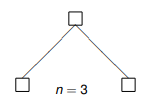 n = 3